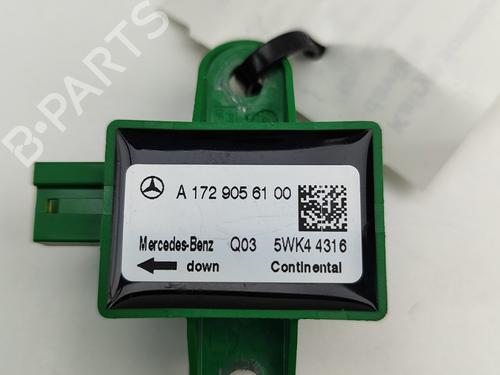 B-PARTS
A 172 905 61 00
Mercedes-Benz Q03 5WK4 4316
down Continental